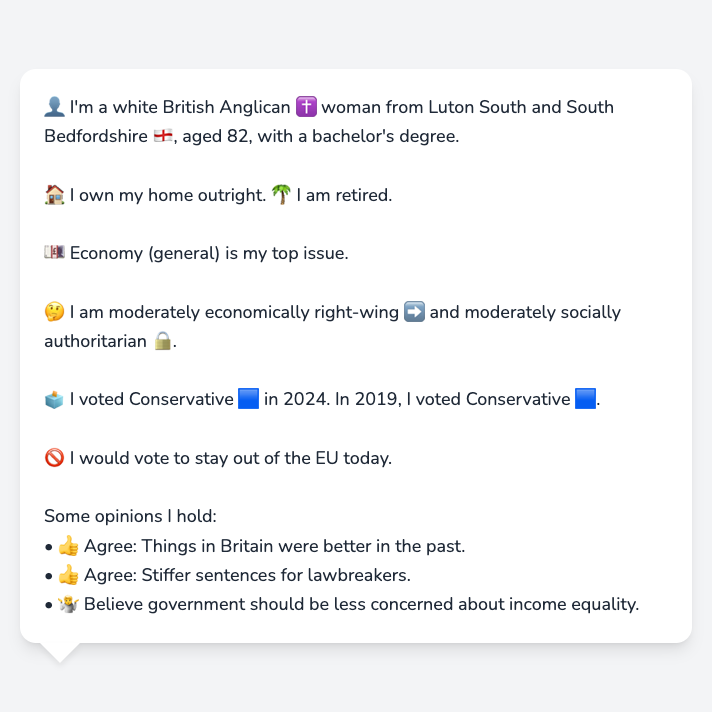 👤 I'm a white British Anglican ✝️ woman from Luton South and South
Bedfordshire 🏴󠁧󠁢󠁥󠁮󠁧󠁿, aged 82, with a bachelor's degree.
🏠 I own my home outright. 🌴 I am retired.
💷 Economy (general) is my top issue.
🤔 I am moderately economically right-wing ➡️ and moderately socially
authoritarian 🔒.
🗳️ I voted Conservative 🟦 in 2024. In 2019, I voted Conservative 🟦.
🚫 I would vote to stay out of the EU today.
Some opinions I hold:
• 👍 Agree: Things in Britain were better in the past.
• 👍 Agree: Stiffer sentences for lawbreakers.
• 🤷 Believe government should be less concerned about income equality.